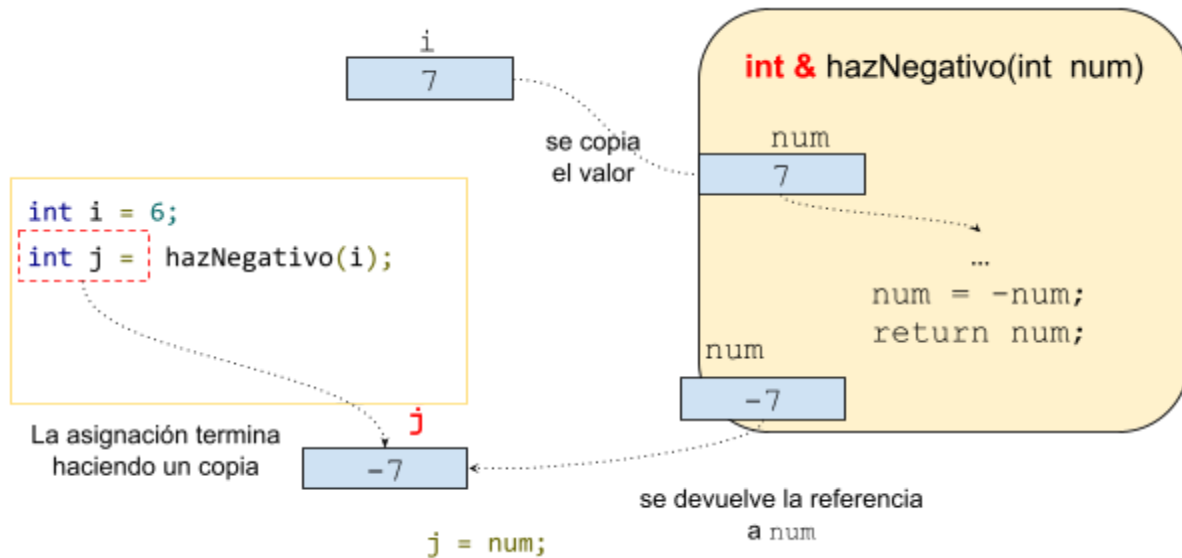 i
7
int & hazNegativo(int num)
se copia
el valor
num
7
int i = 6;
int j = hazNegativo(i);
…
num = -num;
return num;
num
-7
j
La asignación termina
haciendo un copia
-7
se devuelve la referencia
a num
j = num;